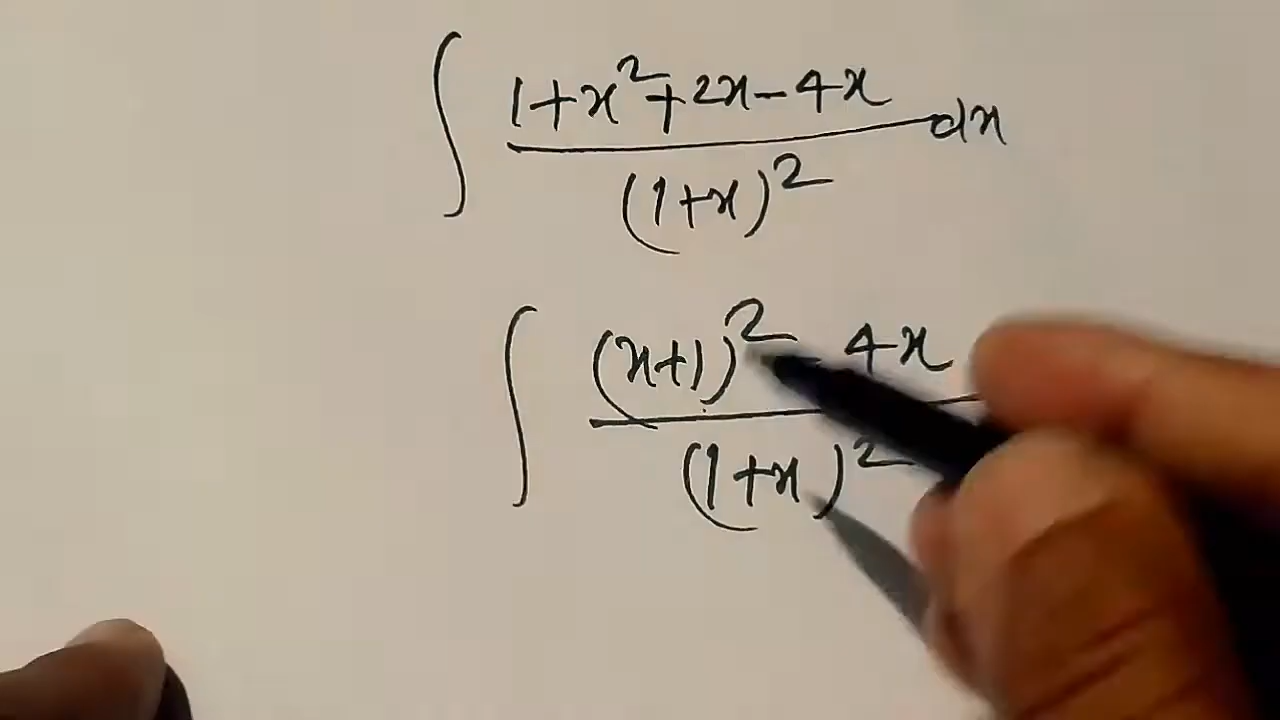 ∫ (1+x²+2x-4x)/(1+x)² dx
∫ ((x+1)² - 4x)/(1+x)²